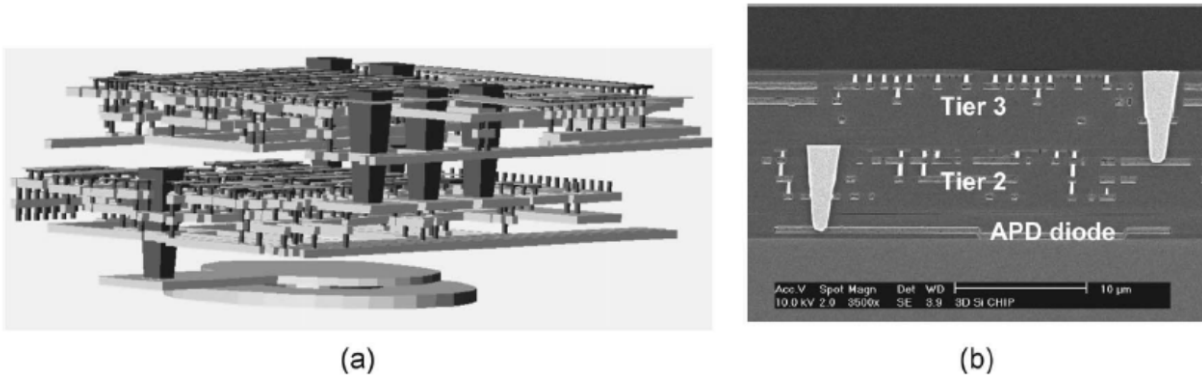 Tier 3
Tier 2
APD diode
Acc.V Spot Magn Det WD 10 µm
10.0 kV 2.0 3500x SE 3.9 3D Si CHIP
(a) (b)